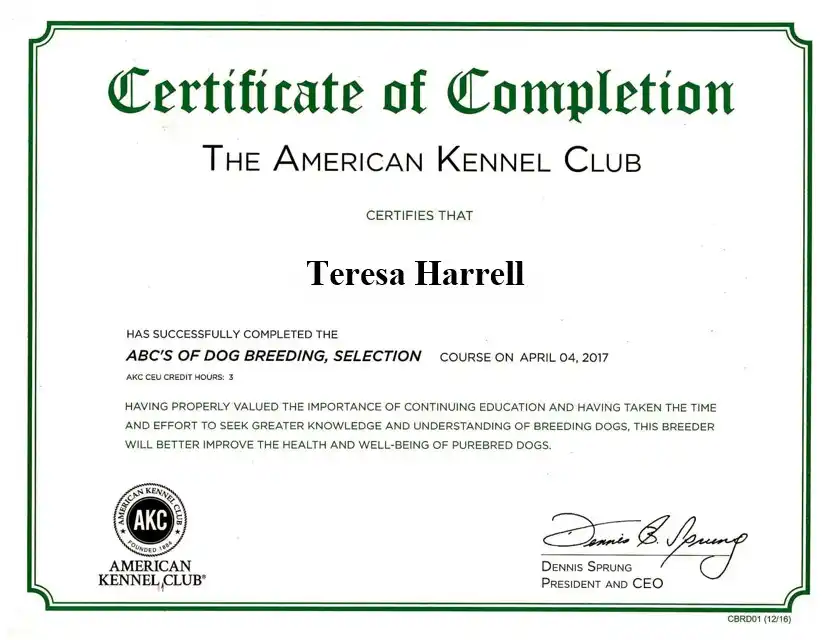 Certificate of Completion
THE AMERICAN KENNEL CLUB
CERTIFIES THAT
Teresa Harrell
HAS SUCCESSFULLY COMPLETED THE
ABC'S OF DOG BREEDING, SELECTION COURSE ON APRIL 04, 2017
AKC CEU CREDIT HOURS: 3
HAVING PROPERLY VALUED THE IMPORTANCE OF CONTINUING EDUCATION AND HAVING TAKEN THE TIME
AND EFFORT TO SEEK GREATER KNOWLEDGE AND UNDERSTANDING OF BREEDING DOGS, THIS BREEDER
WILL BETTER IMPROVE THE HEALTH AND WELL-BEING OF PUREBRED DOGS.
AMERICAN KENNEL CLUB
AKC
FOUNDED 1884
AMERICAN
KENNEL CLUB®
Dennis B. Sprung
DENNIS SPRUNG
PRESIDENT AND CEO
CBRD01 (12/16)